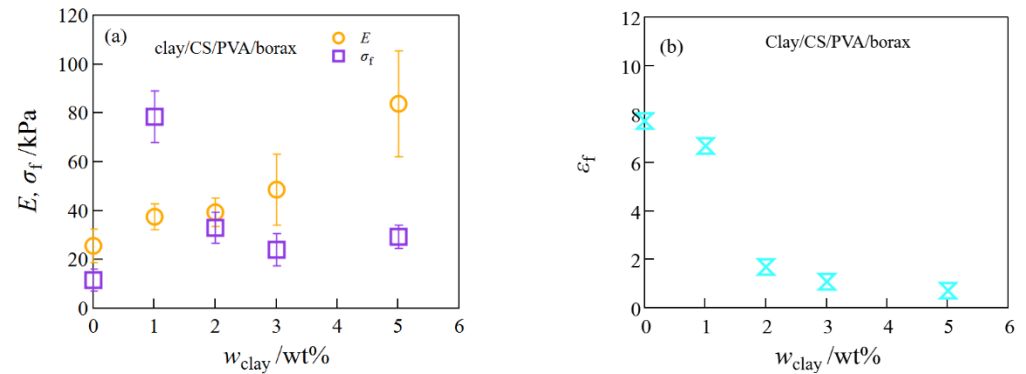 (a)
clay/CS/PVA/borax
E
σf
E, σf /kPa
120
100
80
60
40
20
0
0 1 2 3 4 5 6
wclay /wt%
(b)
Clay/CS/PVA/borax
εf
12
10
8
6
4
2
0
0 1 2 3 4 5 6
wclay /wt%